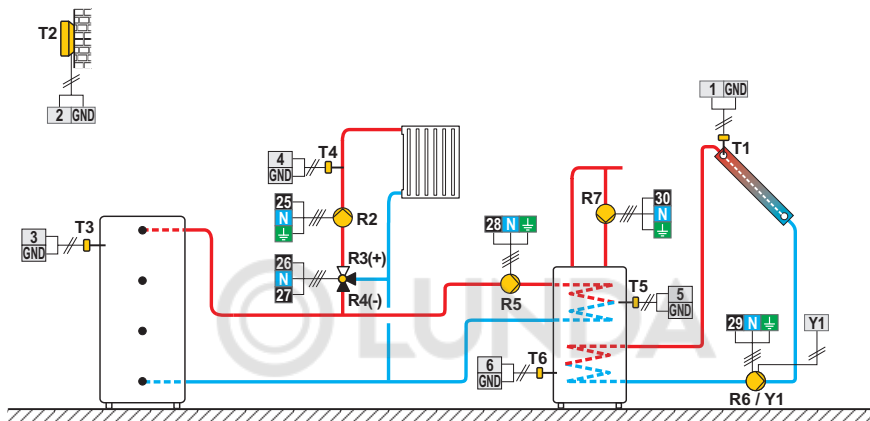 T2
2 GND
1 GND
T1
4
GND
T4
25
N
R2
R7
30
N
3
GND
T3
28 N
R3(+)
26
N
27
R4(-)
R5
T5
5
GND
29 N
Y1
6
GND
T6
R6 / Y1
LUNDA